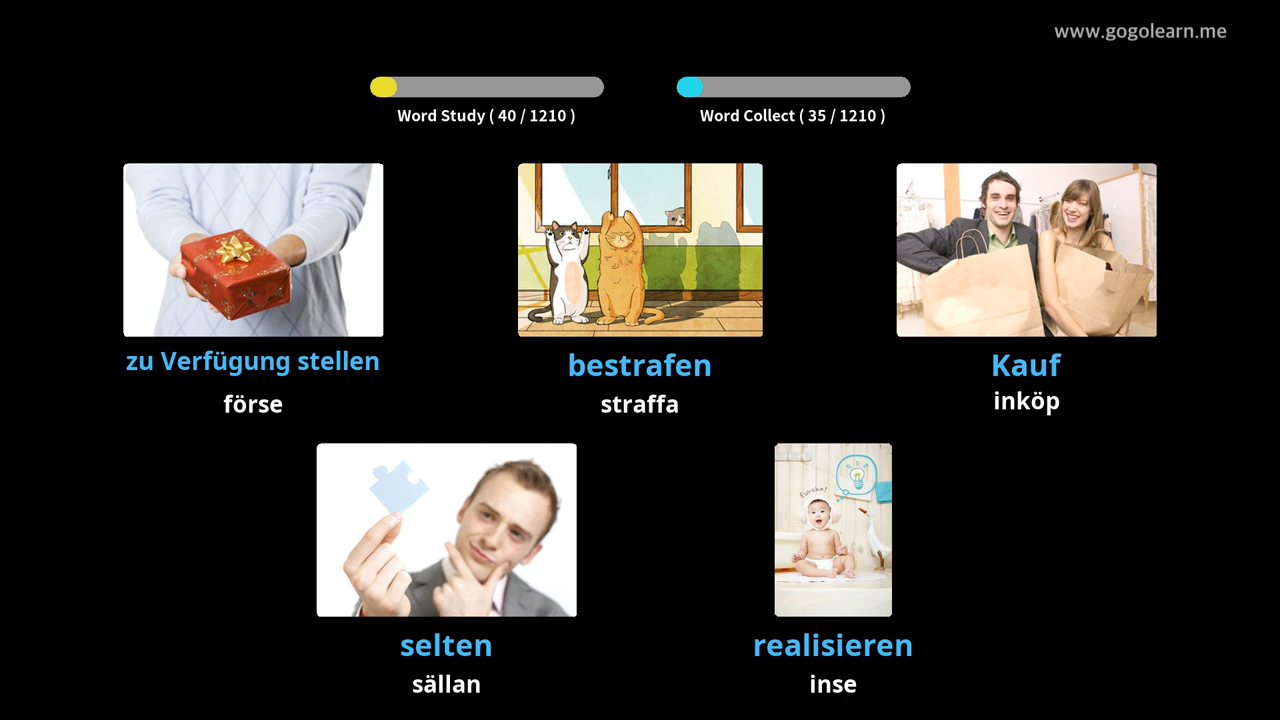 www.gogolearn.me
Word Study ( 40 / 1210 )
Word Collect ( 35 / 1210 )
zu Verfügung stellen
förse
bestrafen
straffa
Kauf
inköp
Eureka!
selten
sällan
realisieren
inse